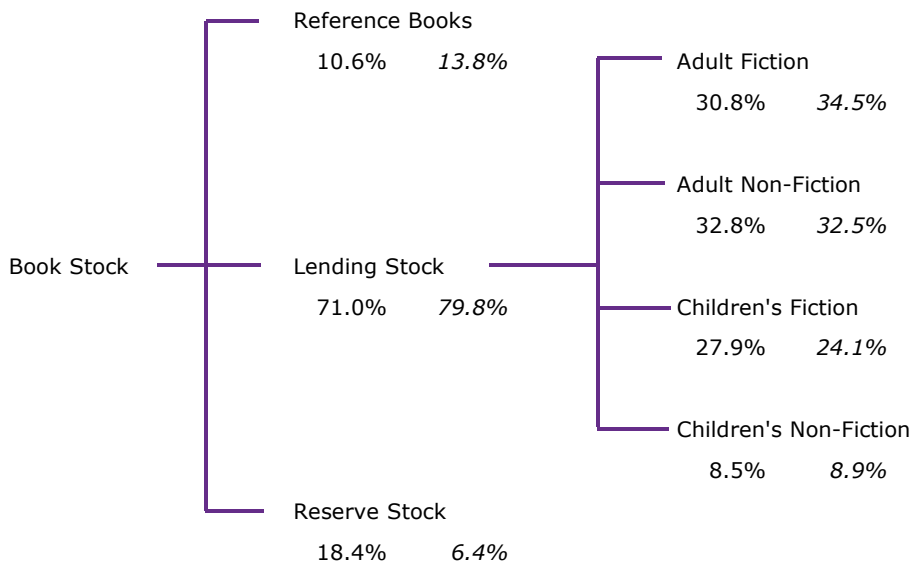 Reference Books
10.6% 13.8%
Adult Fiction
30.8% 34.5%
Adult Non-Fiction
32.8% 32.5%
Book Stock
Lending Stock
71.0% 79.8%
Children's Fiction
27.9% 24.1%
Children's Non-Fiction
8.5% 8.9%
Reserve Stock
18.4% 6.4%